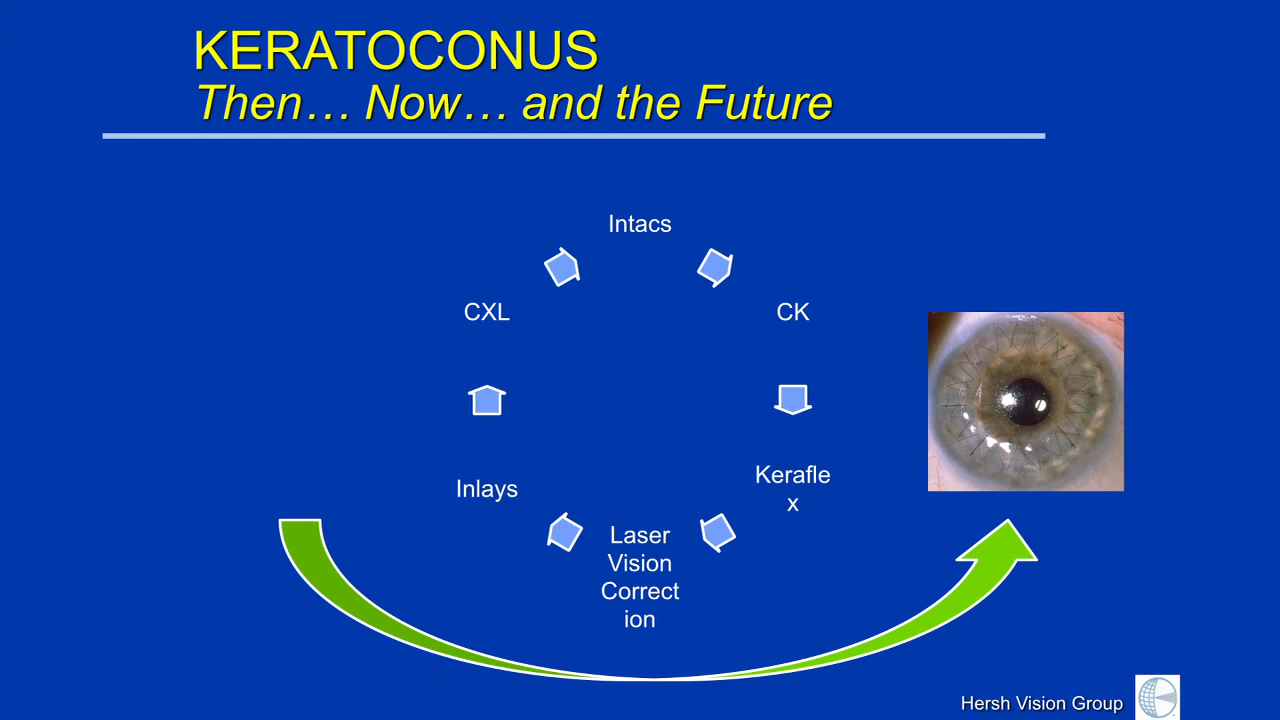 KERATOCONUS
Then… Now… and the Future
Intacs
CXL
CK
Inlays
Kerafle
x
Laser
Vision
Correct
ion
Hersh Vision Group